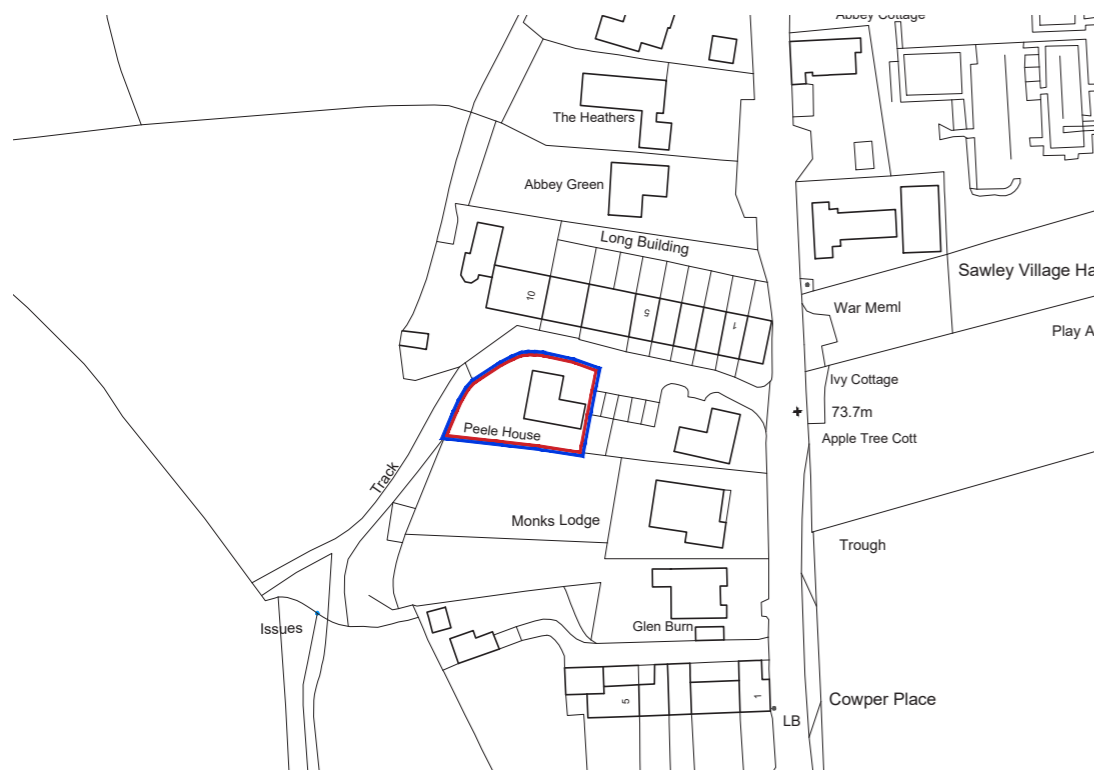 Abbey Cottage
The Heathers
Abbey Green
Long Building
Sawley Village Ha
10
5
1
War Meml
Play A
Ivy Cottage
73.7m
Peele House
Apple Tree Cott
Track
Monks Lodge
Trough
Issues
Glen Burn
5
1
Cowper Place
LB